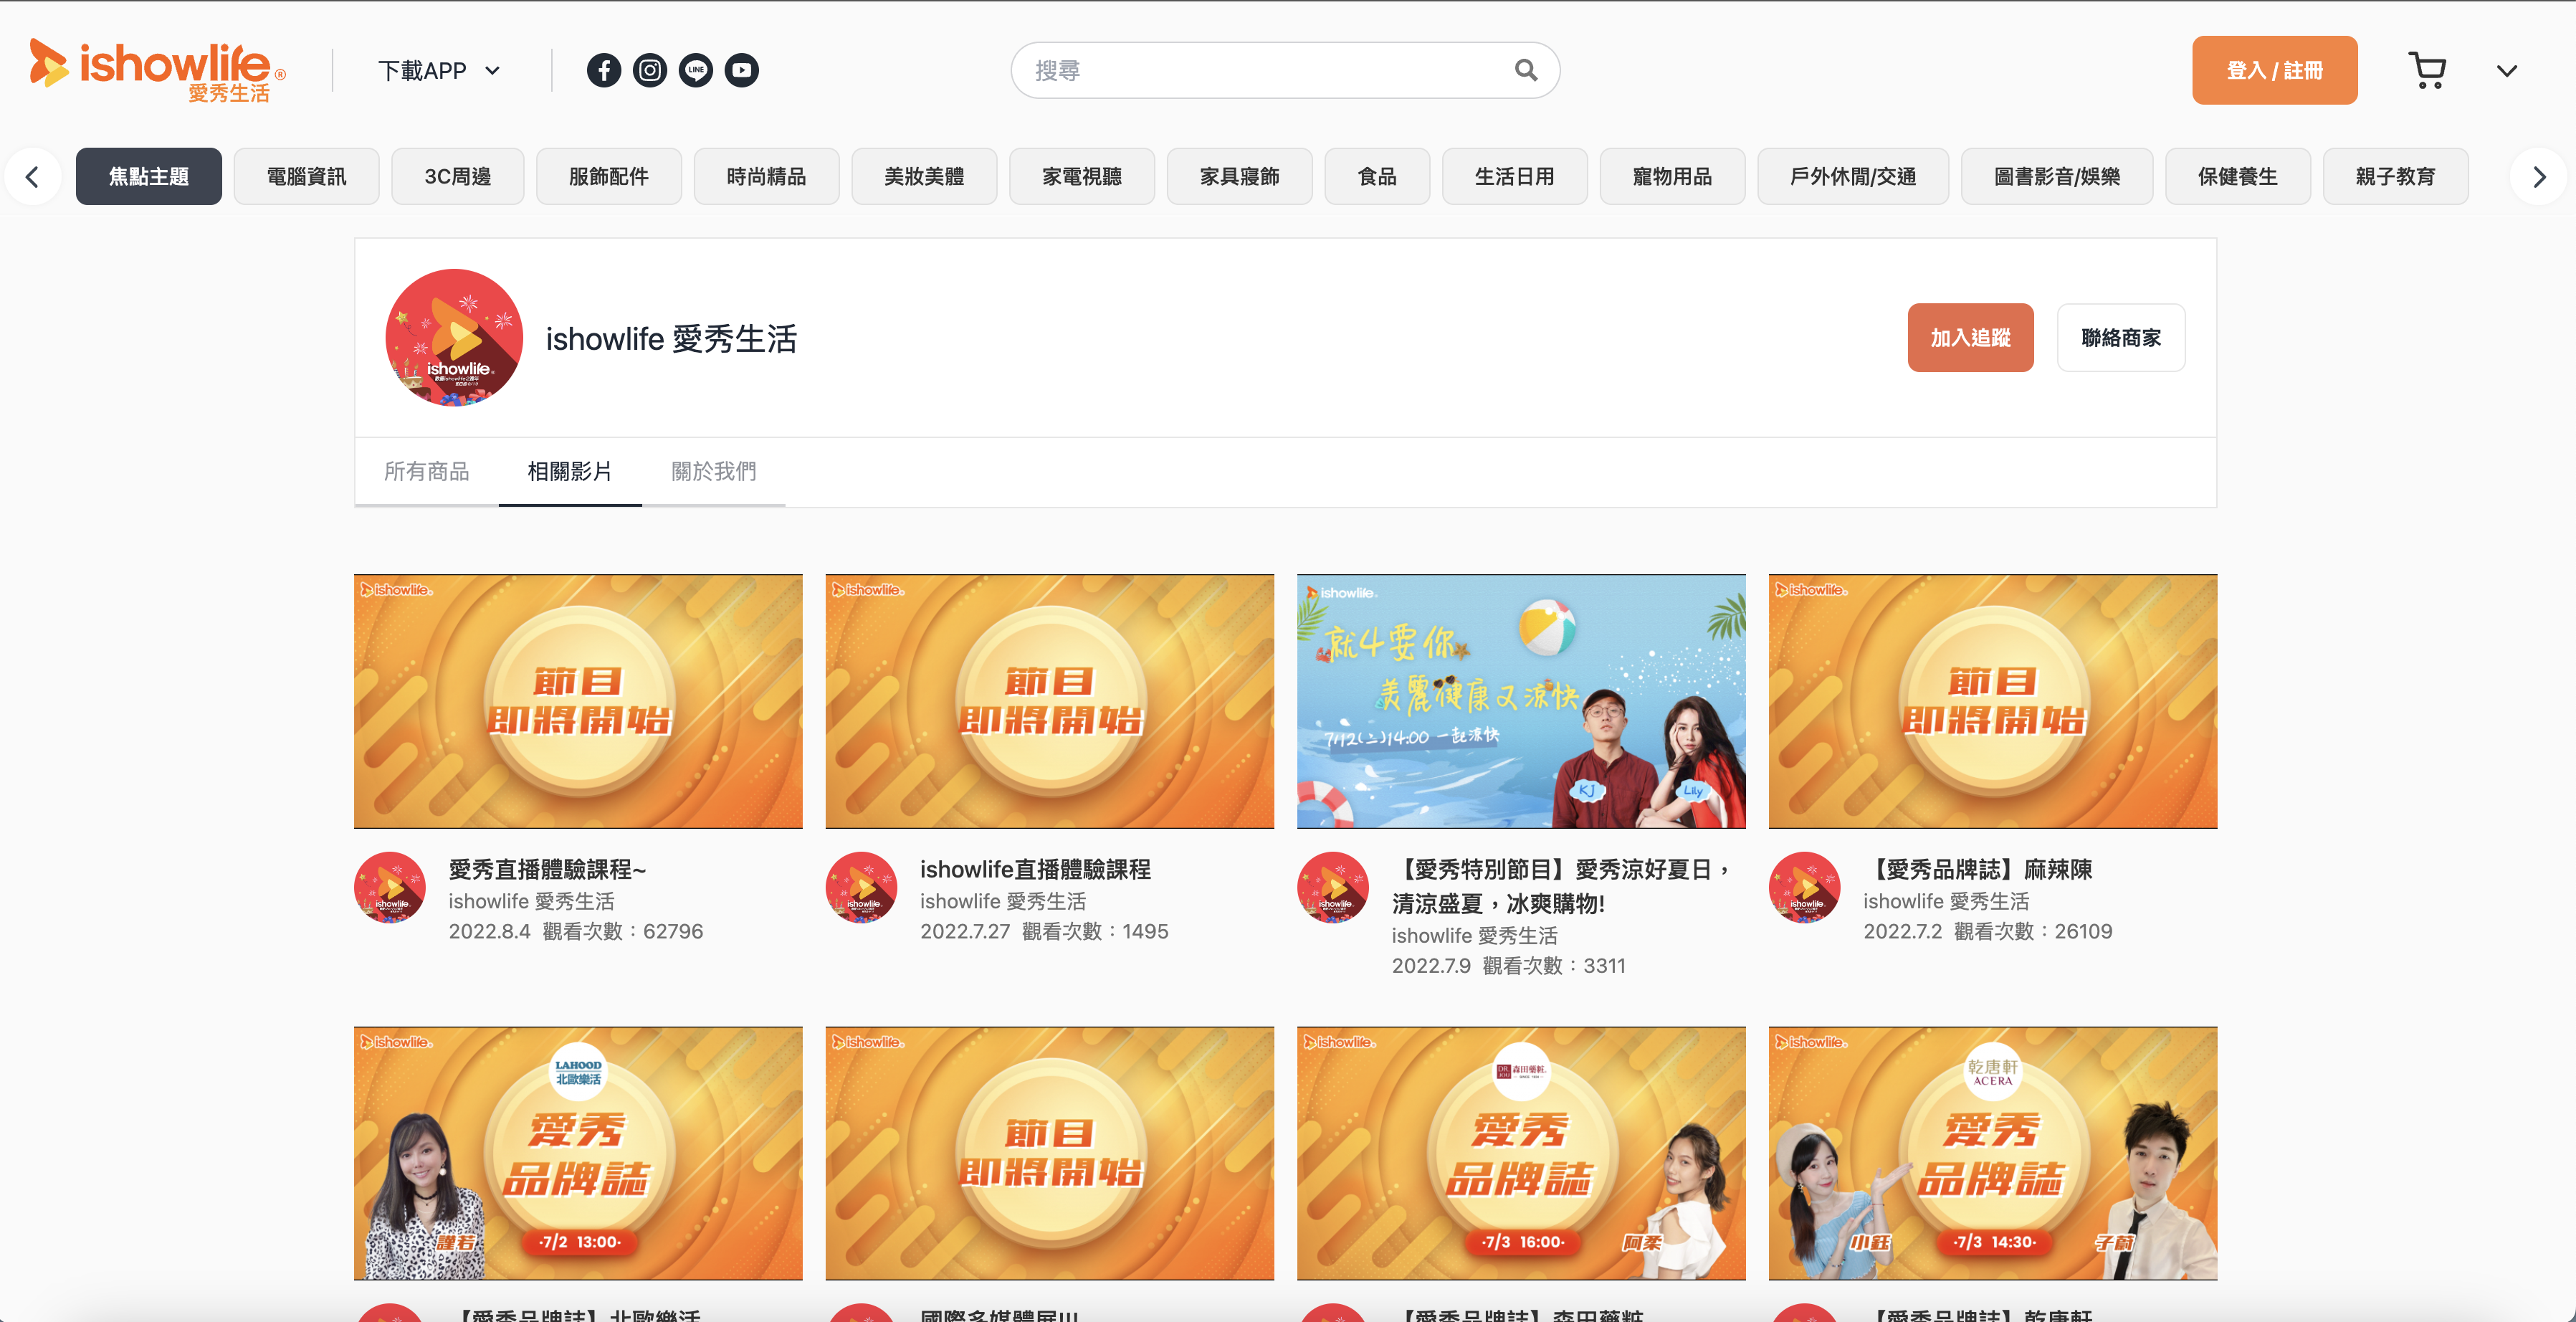 ishowlife®
愛秀生活
下載APP
LINE
搜尋
登入 / 註冊
焦點主題
電腦資訊
3C周邊
服飾配件
時尚精品
美妝美體
家電視聽
家具寢飾
食品
生活日用
寵物用品
戶外休閒/交通
圖書影音/娛樂
保健養生
親子教育
ishowlife
ishowlife 愛秀生活
加入追蹤
聯絡商家
所有商品
相關影片
關於我們
ishowlife
節目
即將開始
ishowlife
節目
即將開始
ishowlife
就4要你
美麗健康又涼快
7/12(二)14:00 一起涼快
KJ
Lily
ishowlife
節目
即將開始
ishowlife
愛秀直播體驗課程~
ishowlife 愛秀生活
2022.8.4 觀看次數：62796
ishowlife
ishowlife直播體驗課程
ishowlife 愛秀生活
2022.7.27 觀看次數：1495
ishowlife
【愛秀特別節目】愛秀涼好夏日，
清涼盛夏，冰爽購物!
ishowlife 愛秀生活
2022.7.9 觀看次數：3311
ishowlife
【愛秀品牌誌】麻辣陳
ishowlife 愛秀生活
2022.7.2 觀看次數：26109
ishowlife
LAHOOD
北歐樂活
愛秀
品牌誌
謹若
·7/2 13:00·
ishowlife
節目
即將開始
ishowlife
DR.JOU 森田藥粧
愛秀
品牌誌
·7/3 16:00·
阿柔
ishowlife
乾唐軒
ACERA
愛秀
品牌誌
小鈺
·7/3 14:30·
子蔚
【愛秀品牌誌】北歐樂活
國際多媒體展!!!
【愛秀品牌誌】森田藥粧
【愛秀品牌誌】乾唐軒